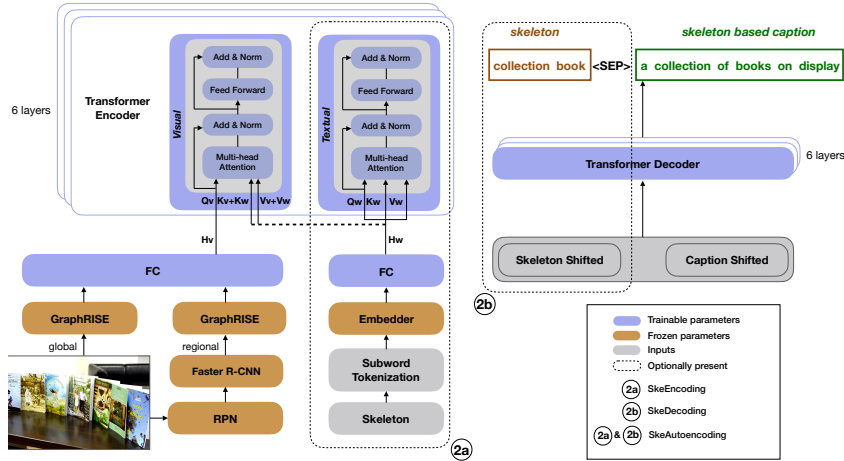 6 layers
Transformer
Encoder
Visual
Add & Norm
Feed Forward
Add & Norm
Multi-head
Attention
Qv Kv+Kw Vv+Vw
Textual
Add & Norm
Feed Forward
Add & Norm
Multi-head
Attention
Qw Kw Vw
Hv
Hw
FC
FC
GraphRISE
GraphRISE
Embedder
global
regional
Faster R-CNN
Subword
Tokenization
RPN
Skeleton
2a
skeleton
skeleton based caption
collection book <SEP> a collection of books on display
Transformer Decoder
6 layers
Skeleton Shifted
Caption Shifted
2b
Trainable parameters
Frozen parameters
Inputs
Optionally present
2a SkeEncoding
2b SkeDecoding
2a & 2b SkeAutoencoding